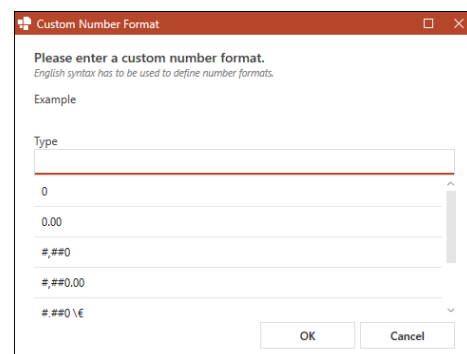 Custom Number Format
Please enter a custom number format.
English syntax has to be used to define number formats.
Example
Type
0
0.00
#,##0
#,##0.00
#,##0 \€
OK Cancel